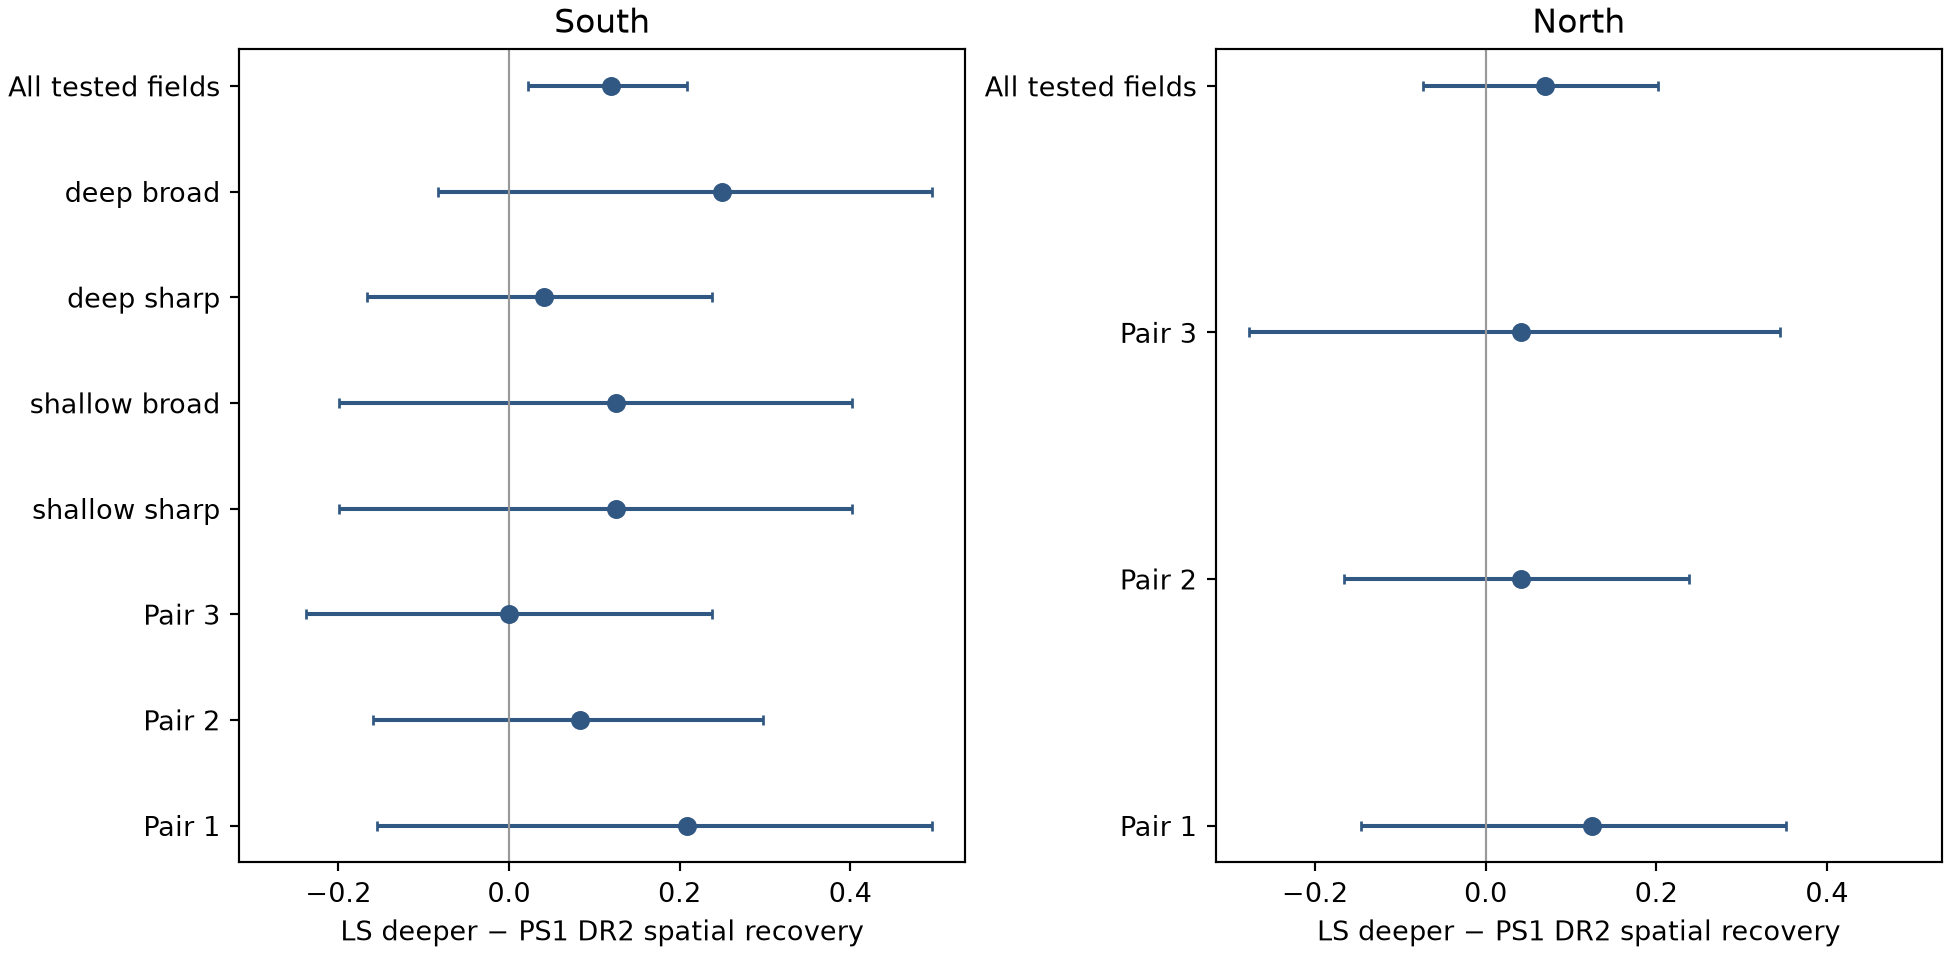 South
All tested fields
deep broad
deep sharp
shallow broad
shallow sharp
Pair 3
Pair 2
Pair 1
−0.2 0.0 0.2 0.4
LS deeper − PS1 DR2 spatial recovery
North
All tested fields
Pair 3
Pair 2
Pair 1
−0.2 0.0 0.2 0.4
LS deeper − PS1 DR2 spatial recovery